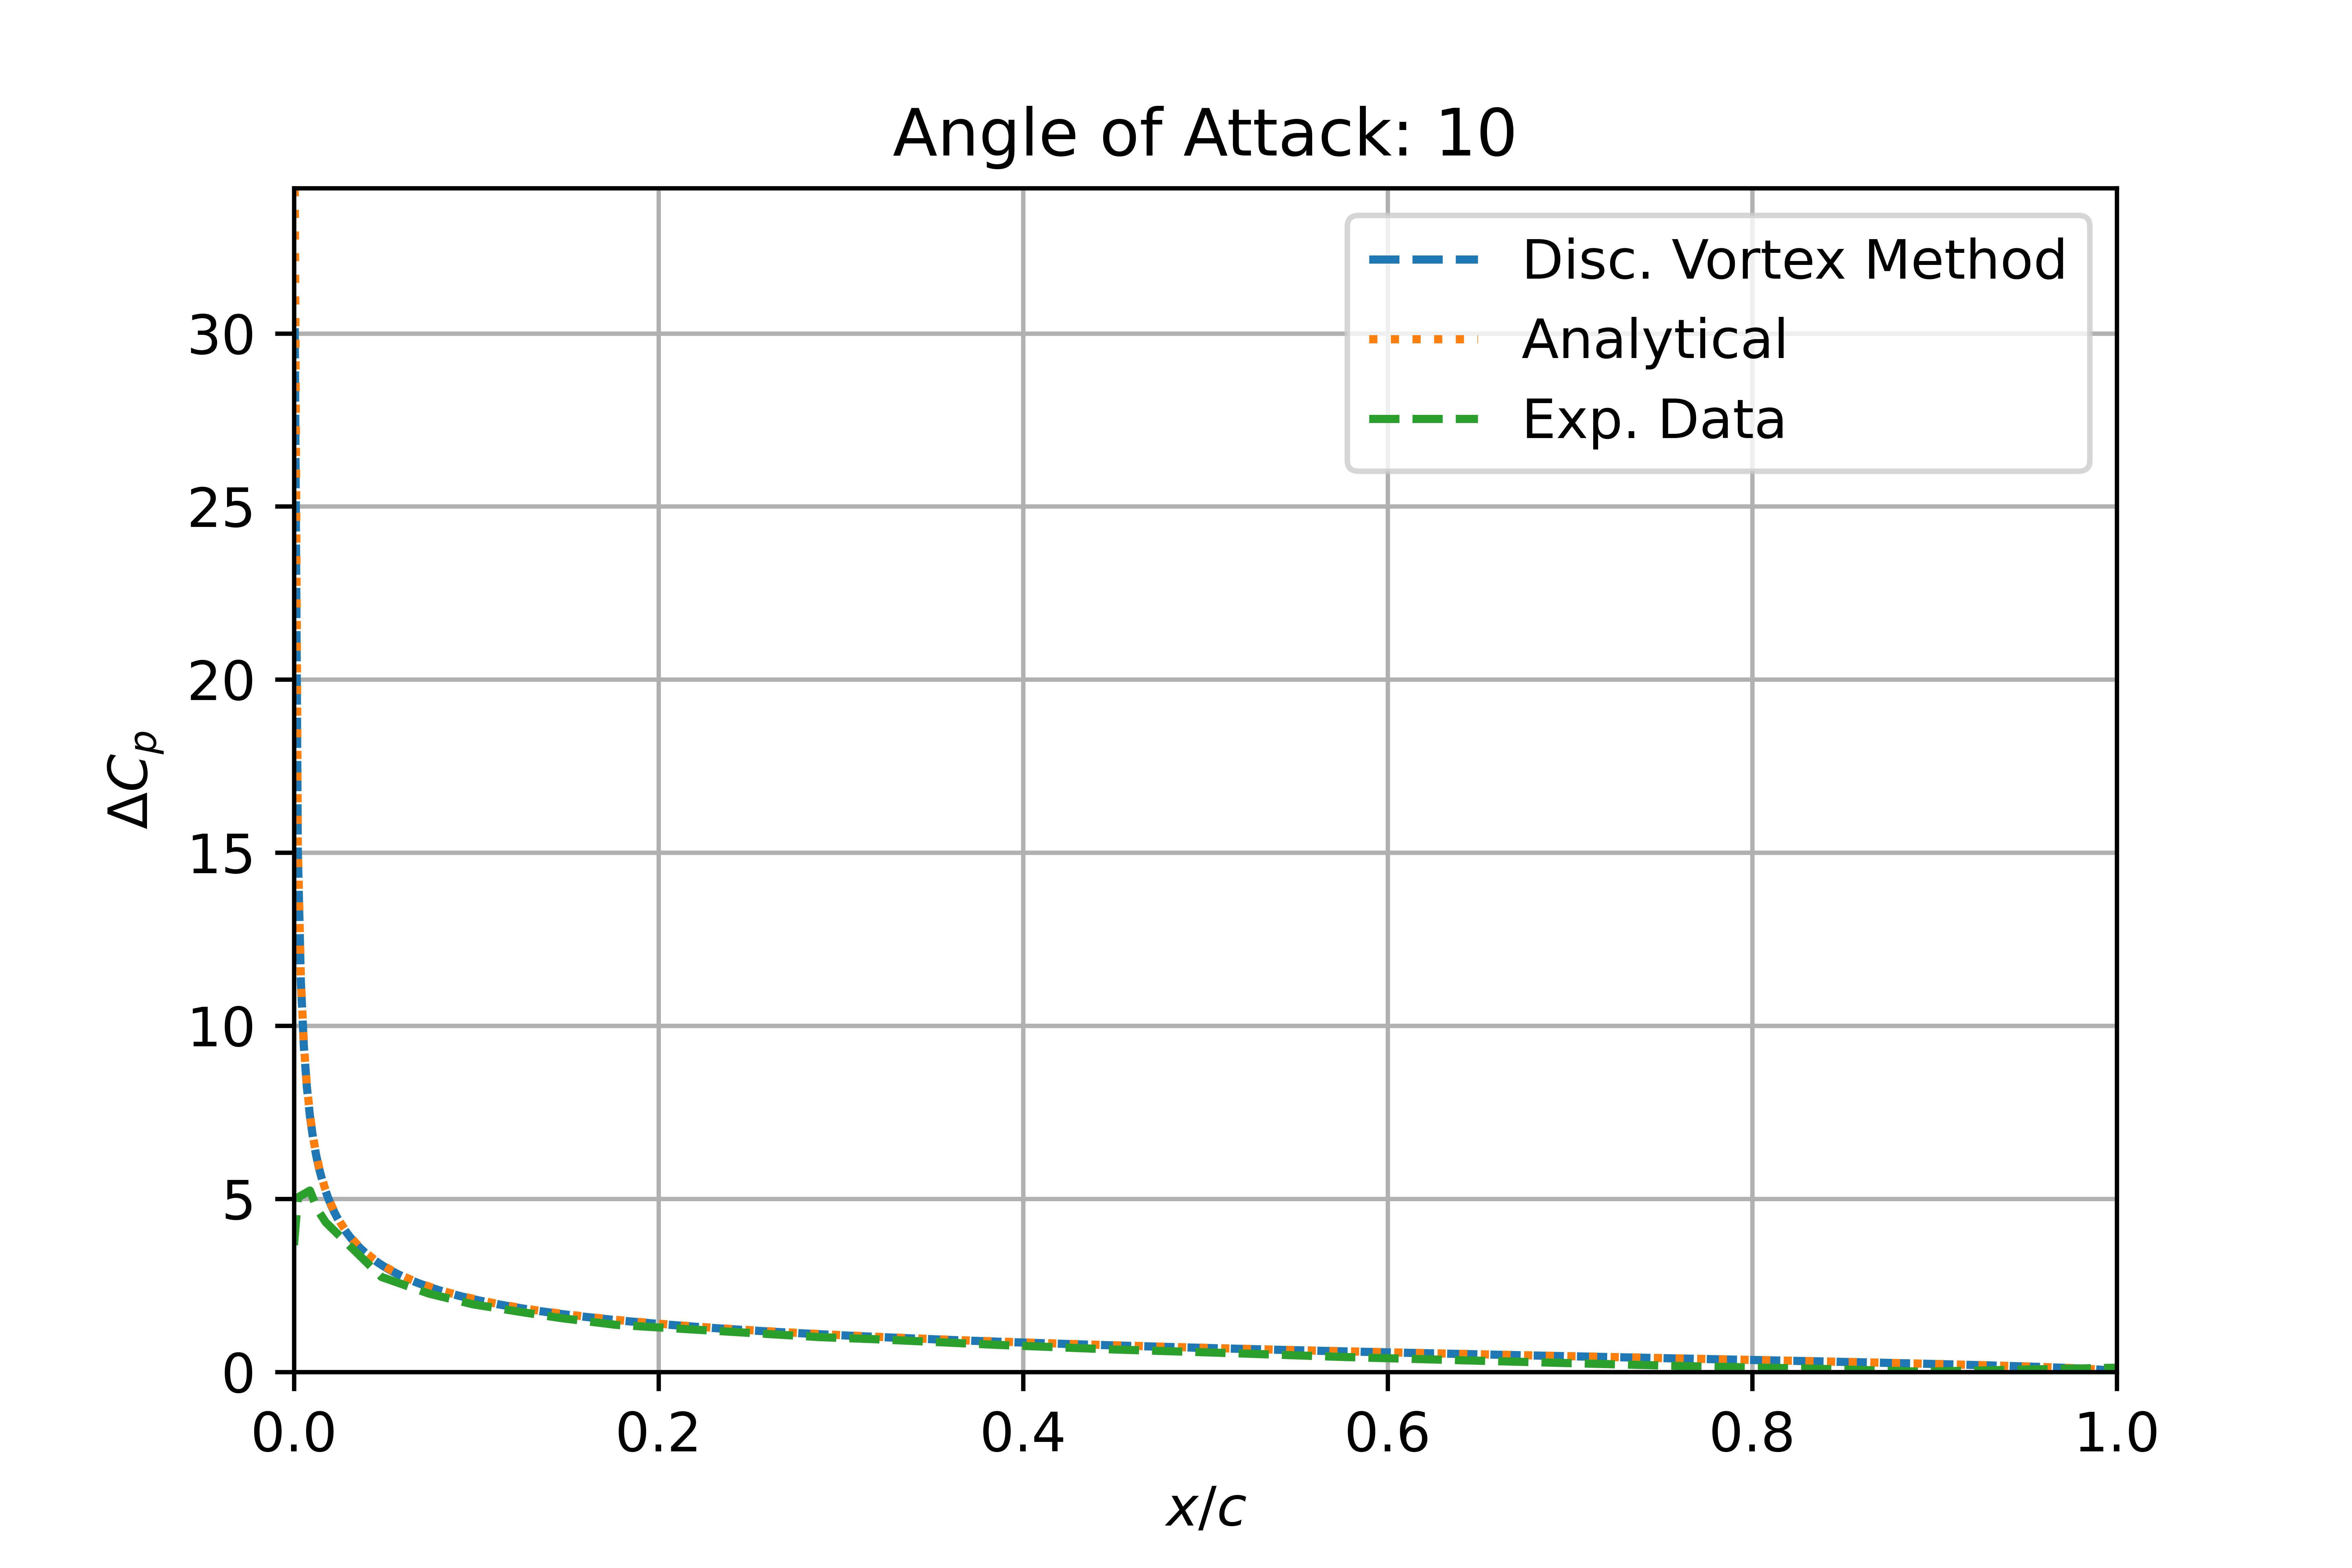 Angle of Attack: 10
Disc. Vortex Method
Analytical
Exp. Data
30
25
20
15
10
5
0
ΔCp
0.0 0.2 0.4 0.6 0.8 1.0
x/c